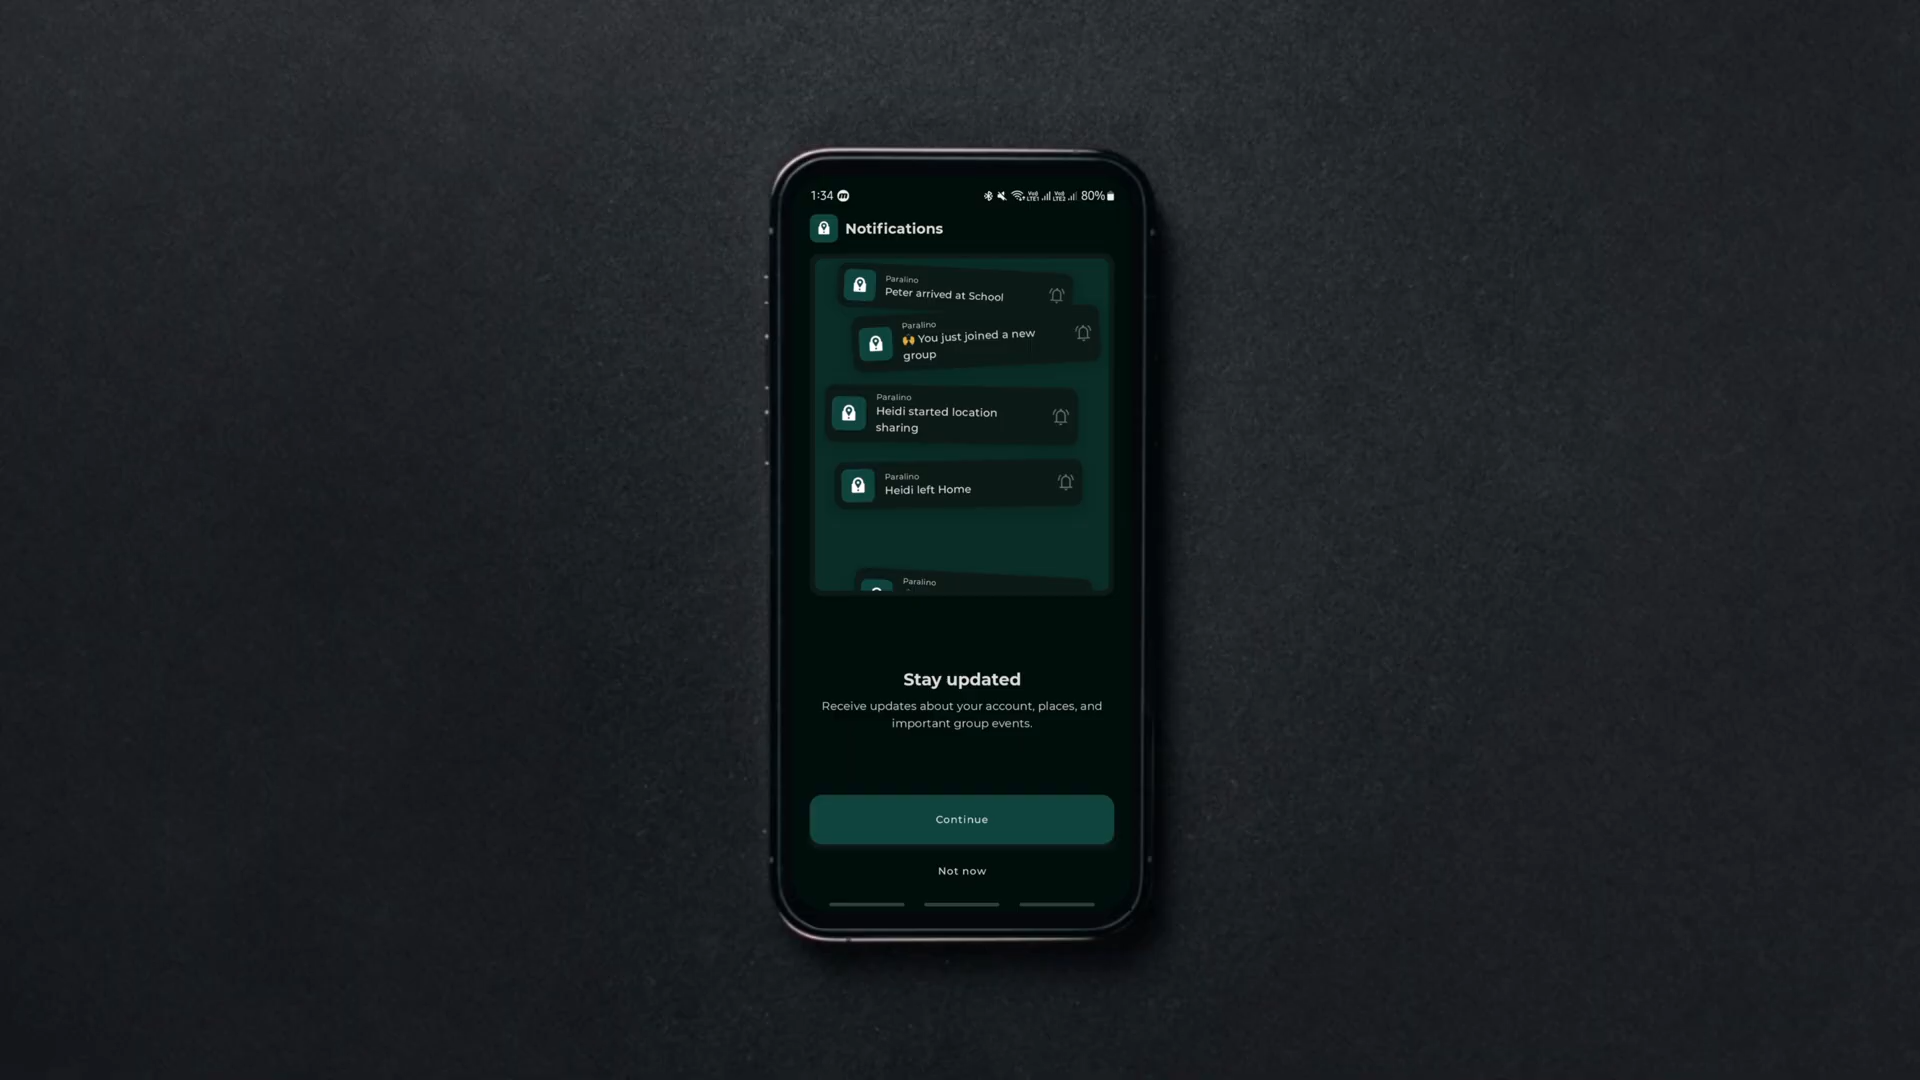 1:34
80%
Notifications
Paralino
Peter arrived at School
Paralino
🙌 You just joined a new
group
Paralino
Heidi started location
sharing
Paralino
Heidi left Home
Paralino
Stay updated
Receive updates about your account, places, and
important group events.
Continue
Not now